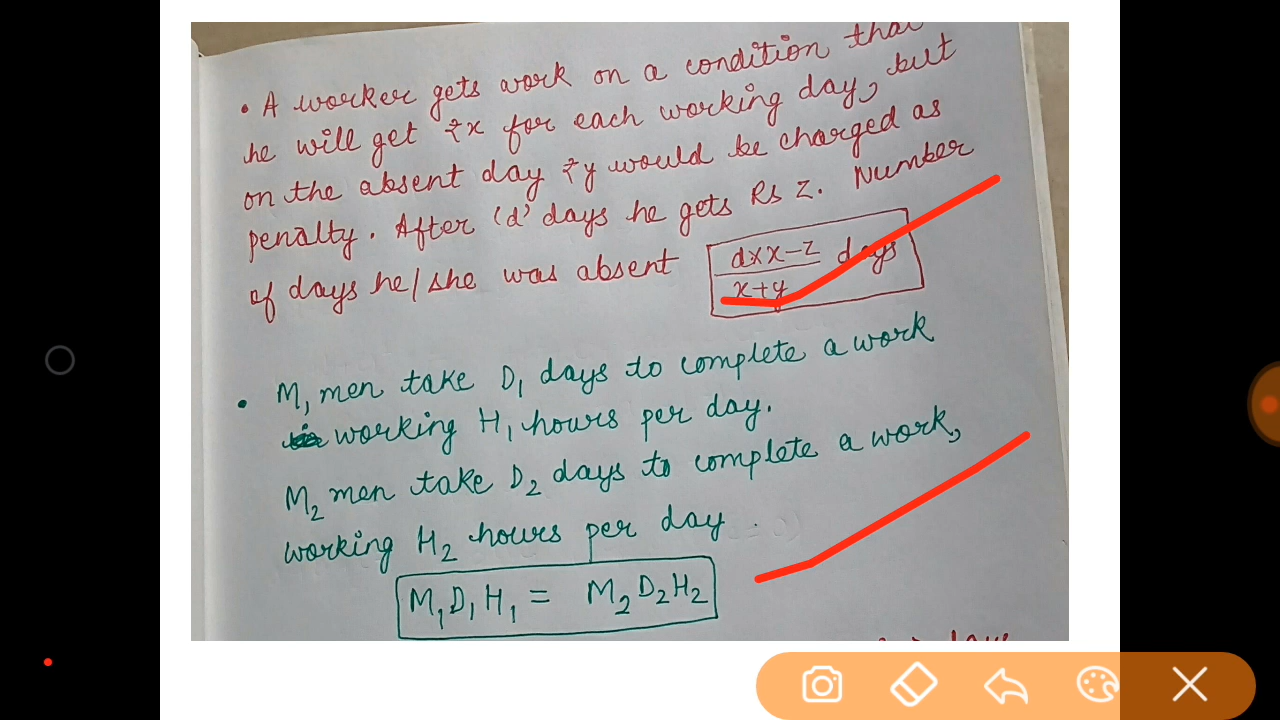 • A worker gets work on a condition that
he will get ₹x for each working day, but
on the absent day ₹y would be charged as
penalty. After 'd' days he gets Rs z. Number
of days he/she was absent d×x-z days
x+y
• M₁ men take D₁ days to complete a work
working H₁ hours per day.
M₂ men take D₂ days to complete a work,
working H₂ hours per day.
M₁D₁H₁ = M₂D₂H₂